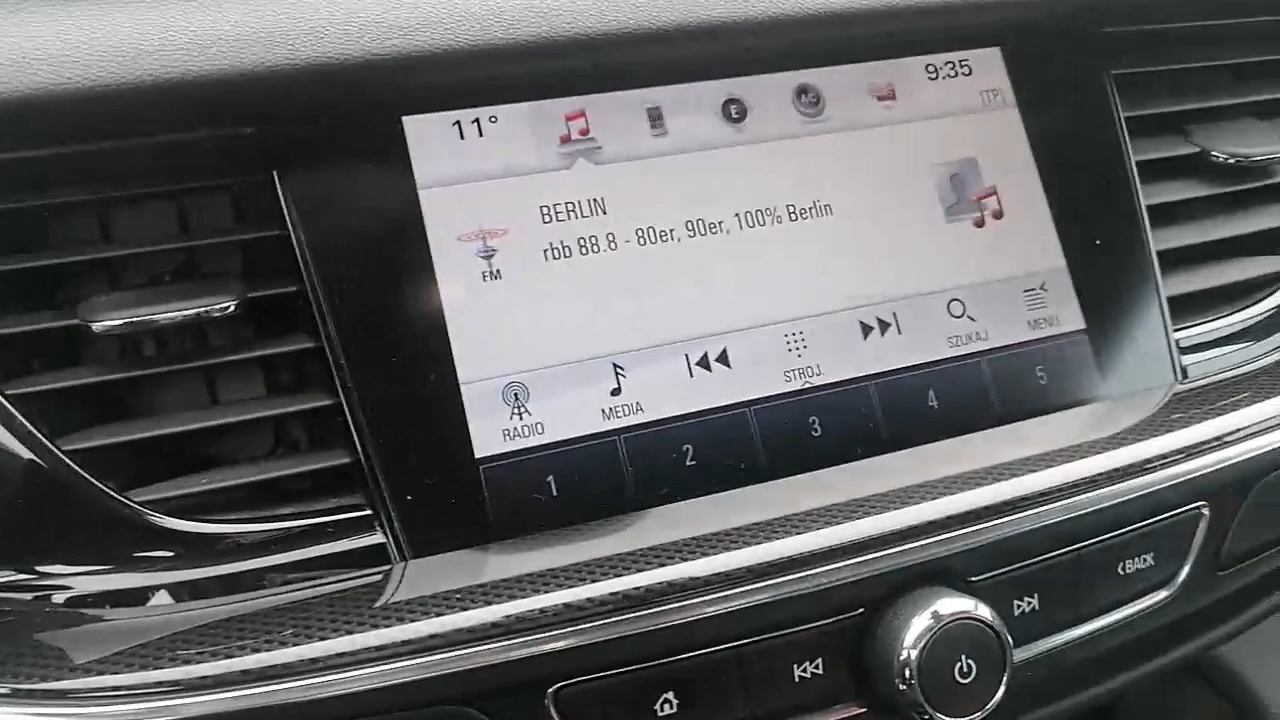 11°
E
9:35
[TP]
BERLIN
rbb 88.8 - 80er, 90er, 100% Berlin
FM
RADIO
MEDIA
STROJ.
SZUKAJ
MENU
1
2
3
4
5
BACK